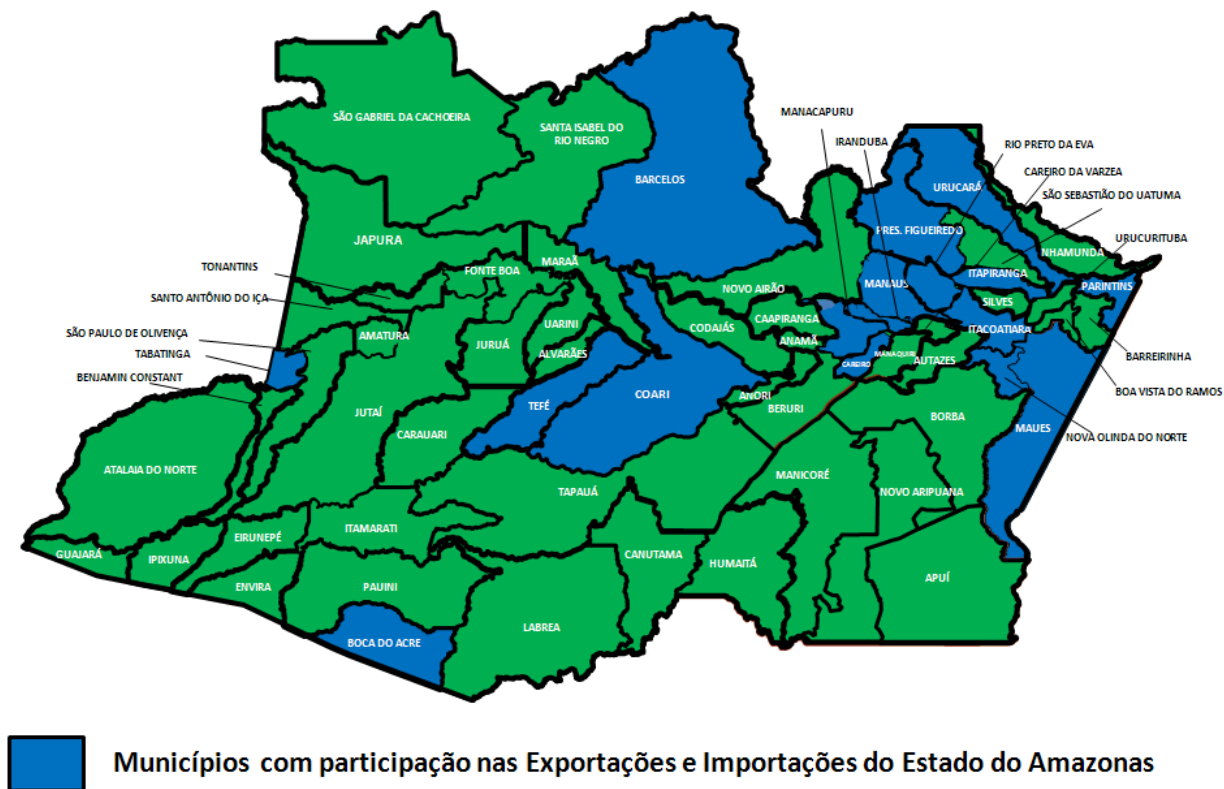 SÃO GABRIEL DA CACHOEIRA
SANTA ISABEL DO
RIO NEGRO
BARCELOS
MANACAPURU
IRANDUBA
RIO PRETO DA EVA
CAREIRO DA VARZEA
SÃO SEBASTIÃO DO UATUMA
URUCARÁ
PRES. FIGUEIREDO
NHAMUNDA
URUCURITUBA
JAPURA
TONANTINS
FONTE BOA
MARAÃ
ITAPIRANGA
MANAUS
PARINTINS
NOVO AIRÃO
SANTO ANTÔNIO DO IÇA
SILVES
CAAPIRANGA
CODAJÁS
UARINI
ITACOATIARA
SÃO PAULO DE OLIVENÇA
AMATURA
JURUÁ
ANAMÃ
TABATINGA
ALVARÃES
MANAQUIRI
AUTAZES
BARREIRINHA
CAREIRO
BENJAMIN CONSTANT
COARI
ANORI
BOA VISTA DO RAMOS
TEFÉ
BERURI
JUTAÍ
BORBA
MAUES
CARAUARI
NOVA OLINDA DO NORTE
ATALAIA DO NORTE
MANICORÉ
TAPAUÁ
NOVO ARIPUANA
ITAMARATI
EIRUNEPÉ
GUAJARÁ
IPIXUNA
CANUTAMA
HUMAITÁ
APUÍ
ENVIRA
PAUINI
LABREA
BOCA DO ACRE
Municípios com participação nas Exportações e Importações do Estado do Amazonas